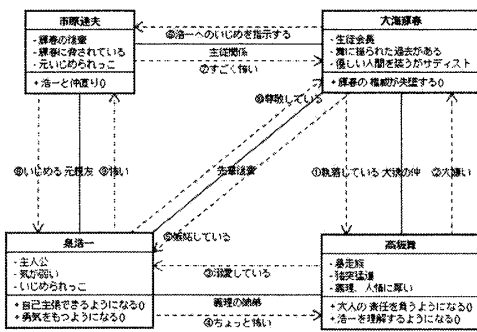 市原達夫
- 輝春の後輩
- 輝春に脅されている
- 元いじめられっこ
+ 浩一と仲直り()
⑧浩一へのいじめを指示する
主従関係
⑦すごく怖い
大海輝春
- 生徒会長
- 舞に振られた過去がある
- 優しい人間を装うがサディスト
+ 輝春の権威が失墜する()
⑥尊敬している
先輩後輩
⑤嫉妬している
いじめる
元親友
⑨怖い
①執着している
犬猿の仲
②大嫌い
泉浩一
- 主人公
- 気が弱い
- いじめられっこ
+ 自己主張できるようになる()
+ 勇気をもつようになる()
③溺愛している
義理の姉弟
④ちょっと怖い
高坂舞
- 暴走族
- 猪突猛進
- 義理、人情に厚い
+ 大人の責任を負うようになる()
+ 浩一を理解するようになる()